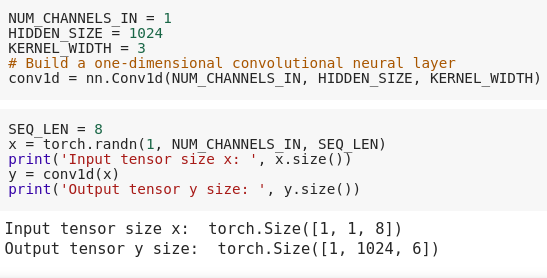 NUM_CHANNELS_IN = 1
HIDDEN_SIZE = 1024
KERNEL_WIDTH = 3
# Build a one-dimensional convolutional neural layer
conv1d = nn.Conv1d(NUM_CHANNELS_IN, HIDDEN_SIZE, KERNEL_WIDTH)
SEQ_LEN = 8
x = torch.randn(1, NUM_CHANNELS_IN, SEQ_LEN)
print('Input tensor size x: ', x.size())
y = conv1d(x)
print('Output tensor y size: ', y.size())
Input tensor size x:  torch.Size([1, 1, 8])
Output tensor y size:  torch.Size([1, 1024, 6])